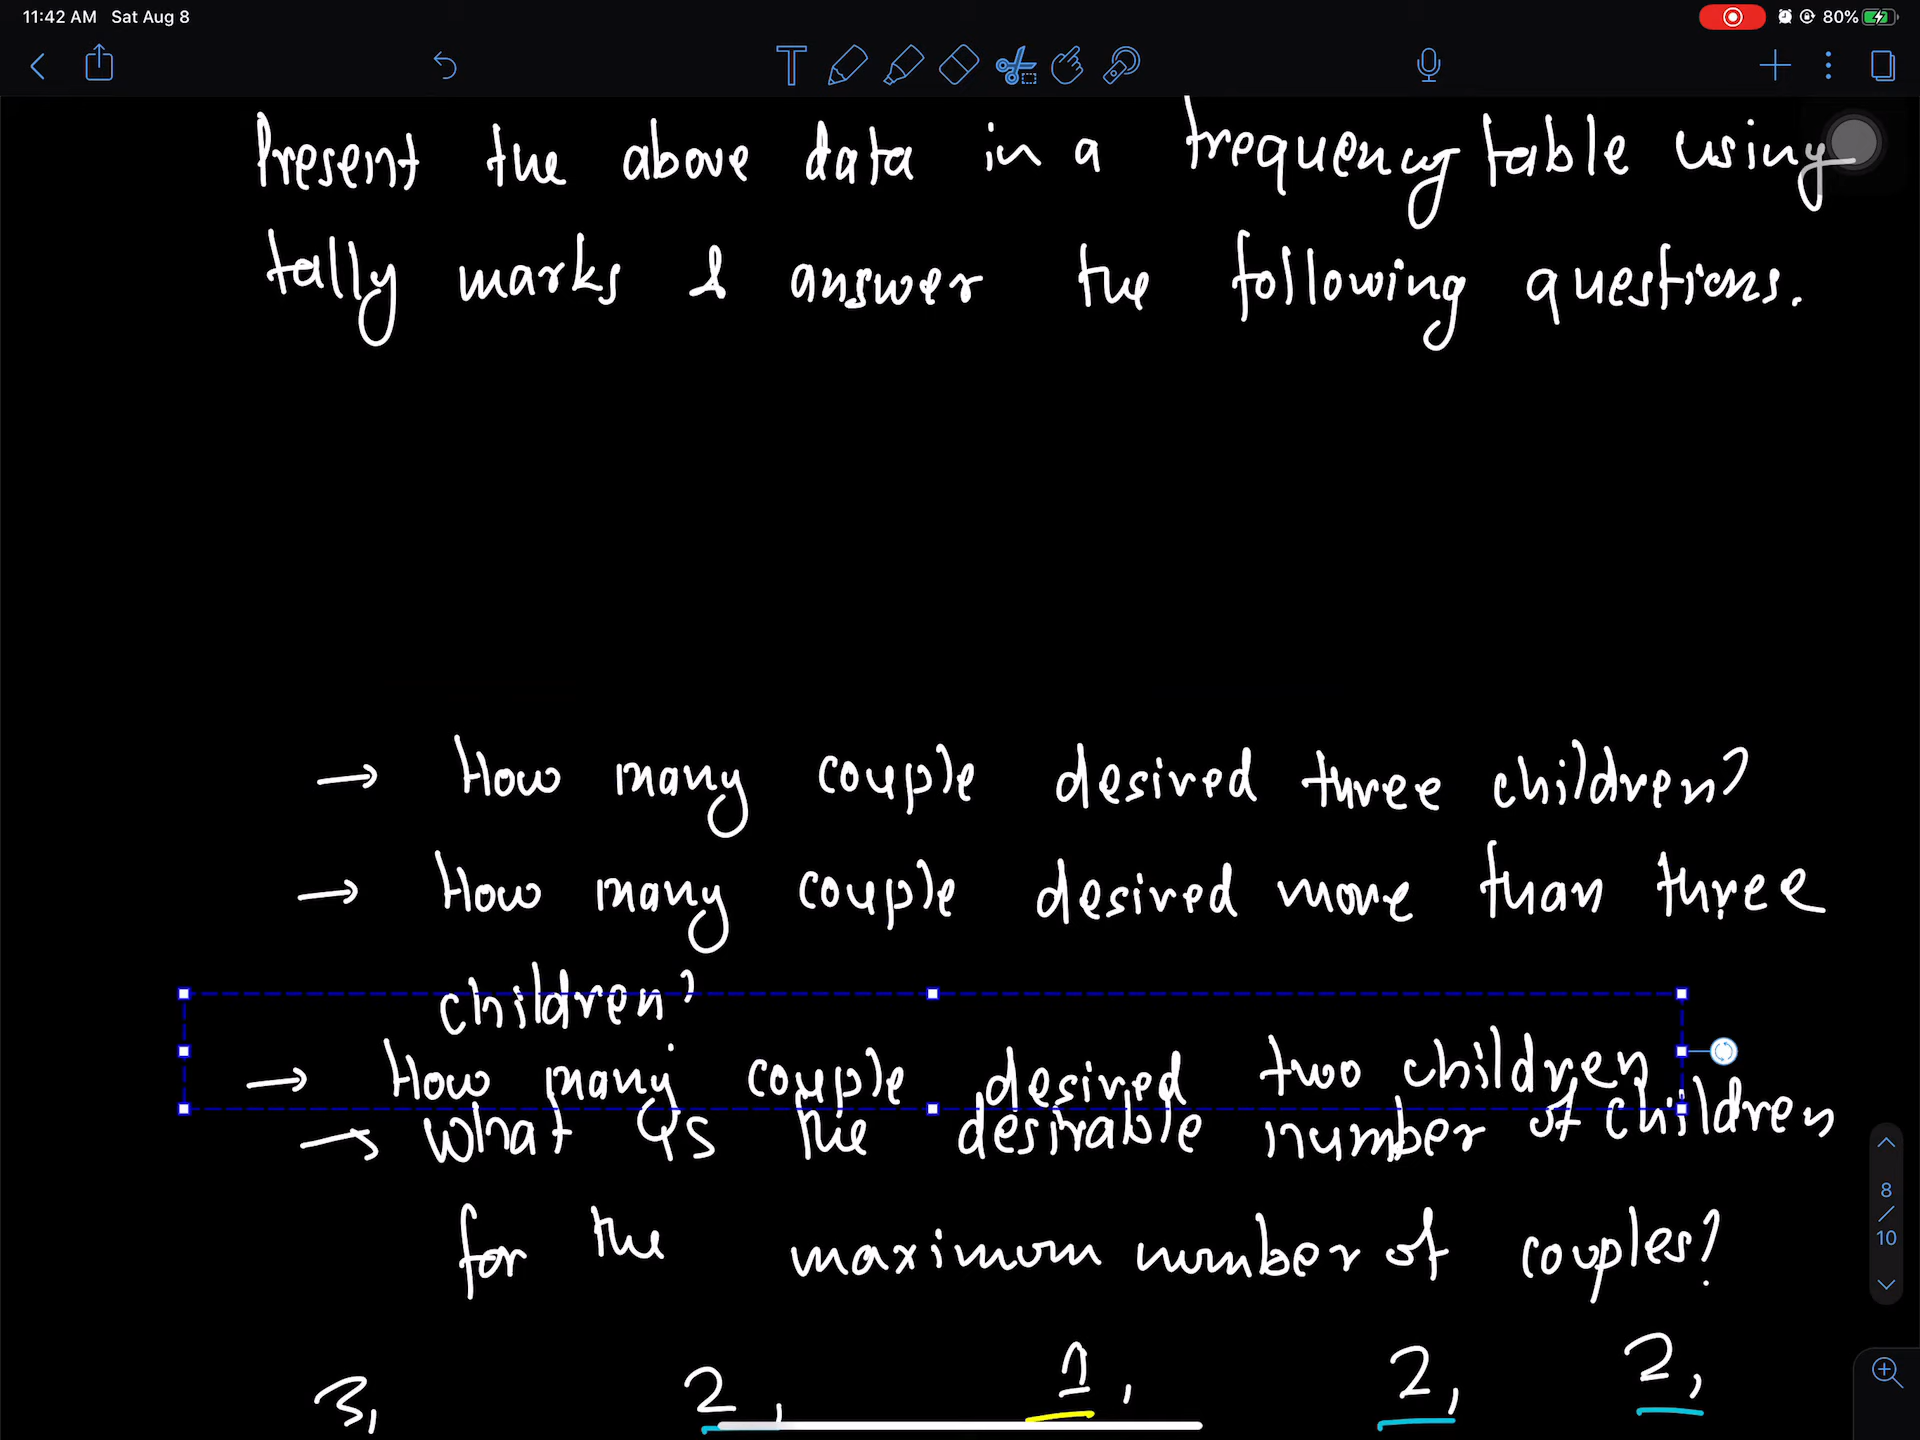 11:42 AM Sat Aug 8
80%
Present the above data in a frequency table using
tally marks & answer the following questions.
→ How many couple desired three children?
→ How many couple desired more than three
children?
→ How many couple desired two children
→ What is the desirable number of children
for the maximum number of couples?
3, 2, 1, 2, 2,
8
/
10